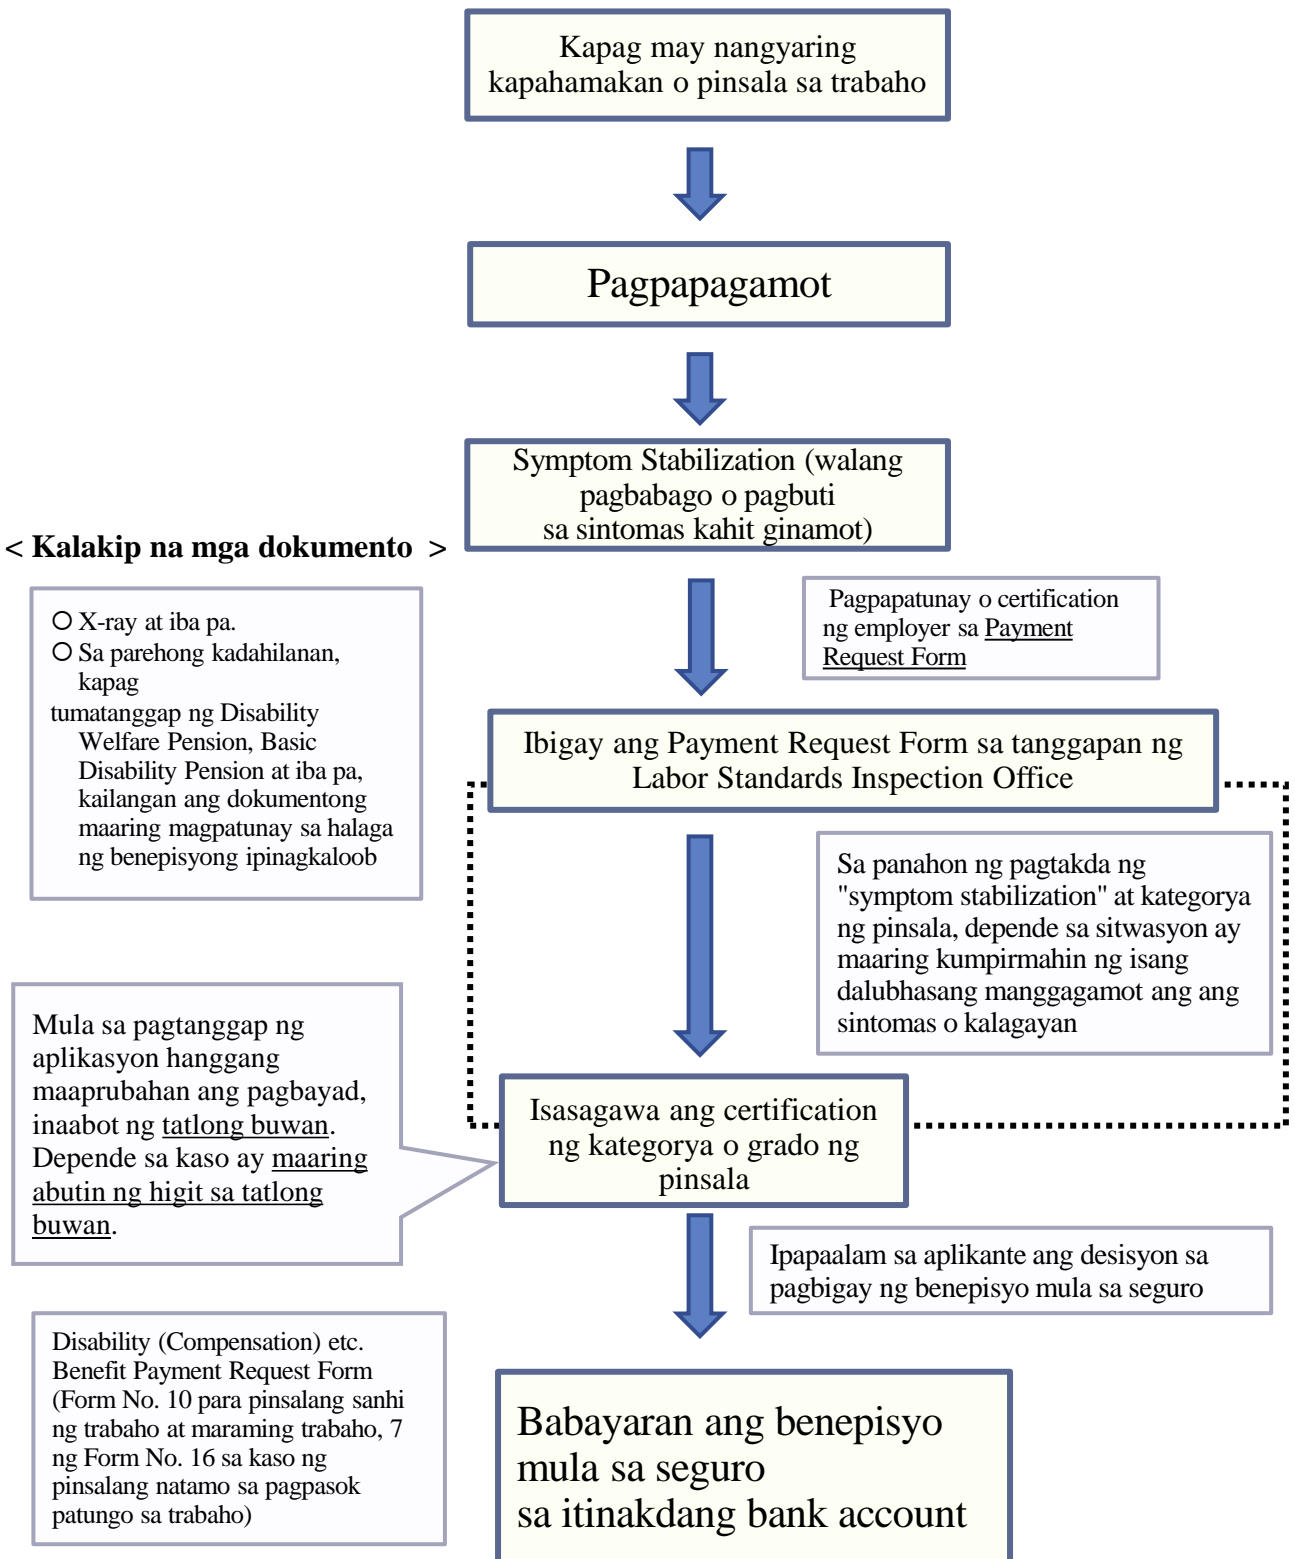 Kapag may nangyaring
kapahamakan o pinsala sa trabaho
Pagpapagamot
Symptom Stabilization (walang
pagbabago o pagbuti
sa sintomas kahit ginamot)
< Kalakip na mga dokumento >
○ X-ray at iba pa.
○ Sa parehong kadahilanan,
kapag
tumatanggap ng Disability
Welfare Pension, Basic
Disability Pension at iba pa,
kailangan ang dokumentong
maaring magpatunay sa halaga
ng benepisyong ipinagkaloob
Pagpapatunay o certification
ng employer sa Payment
Request Form
Ibigay ang Payment Request Form sa tanggapan ng
Labor Standards Inspection Office
Sa panahon ng pagtakda ng
"symptom stabilization" at kategorya
ng pinsala, depende sa sitwasyon ay
maaring kumpirmahin ng isang
dalubhasang manggagamot ang ang
sintomas o kalagayan
Mula sa pagtanggap ng
aplikasyon hanggang
maaprubahan ang pagbayad,
inaabot ng tatlong buwan.
Depende sa kaso ay maaring
abutin ng higit sa tatlong
buwan.
Isasagawa ang certification
ng kategorya o grado ng
pinsala
Ipapaalam sa aplikante ang desisyon sa
pagbigay ng benepisyo mula sa seguro
Disability (Compensation) etc.
Benefit Payment Request Form
(Form No. 10 para pinsalang sanhi
ng trabaho at maraming trabaho, 7
ng Form No. 16 sa kaso ng
pinsalang natamo sa pagpasok
patungo sa trabaho)
Babayaran ang benepisyo
mula sa seguro
sa itinakdang bank account